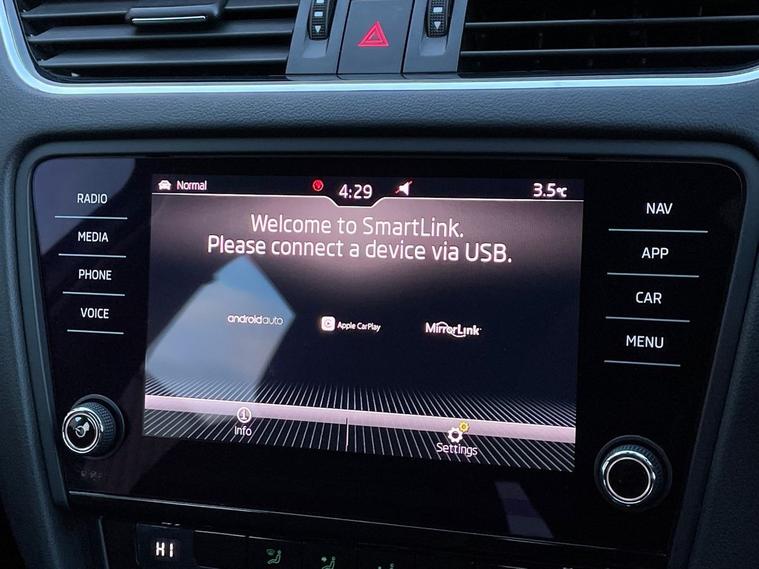 Normal
4:29
3.5°C
Welcome to SmartLink.
Please connect a device via USB.
androidauto
Apple CarPlay
MirrorLink
Info
Settings
RADIO
MEDIA
PHONE
VOICE
NAV
APP
CAR
MENU
HI